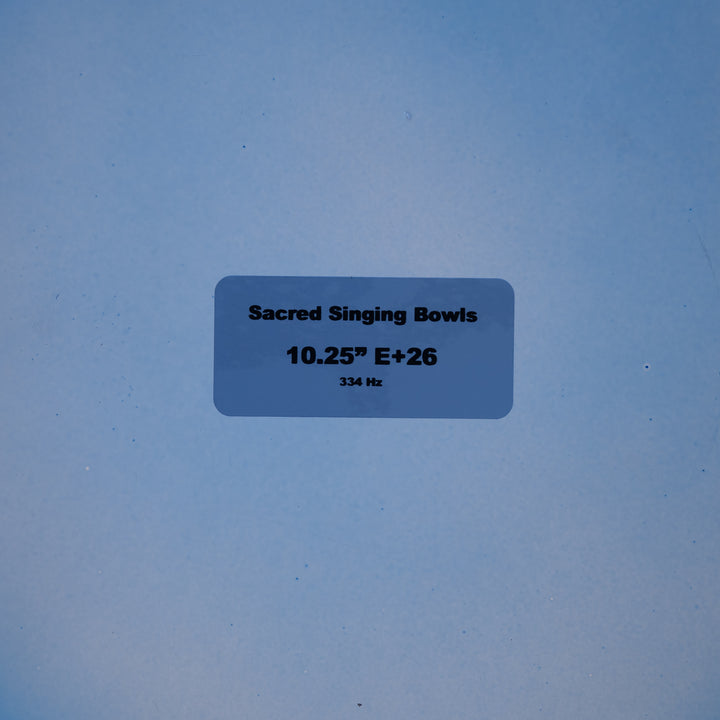 Sacred Singing Bowls
10.25” E+26
334 Hz